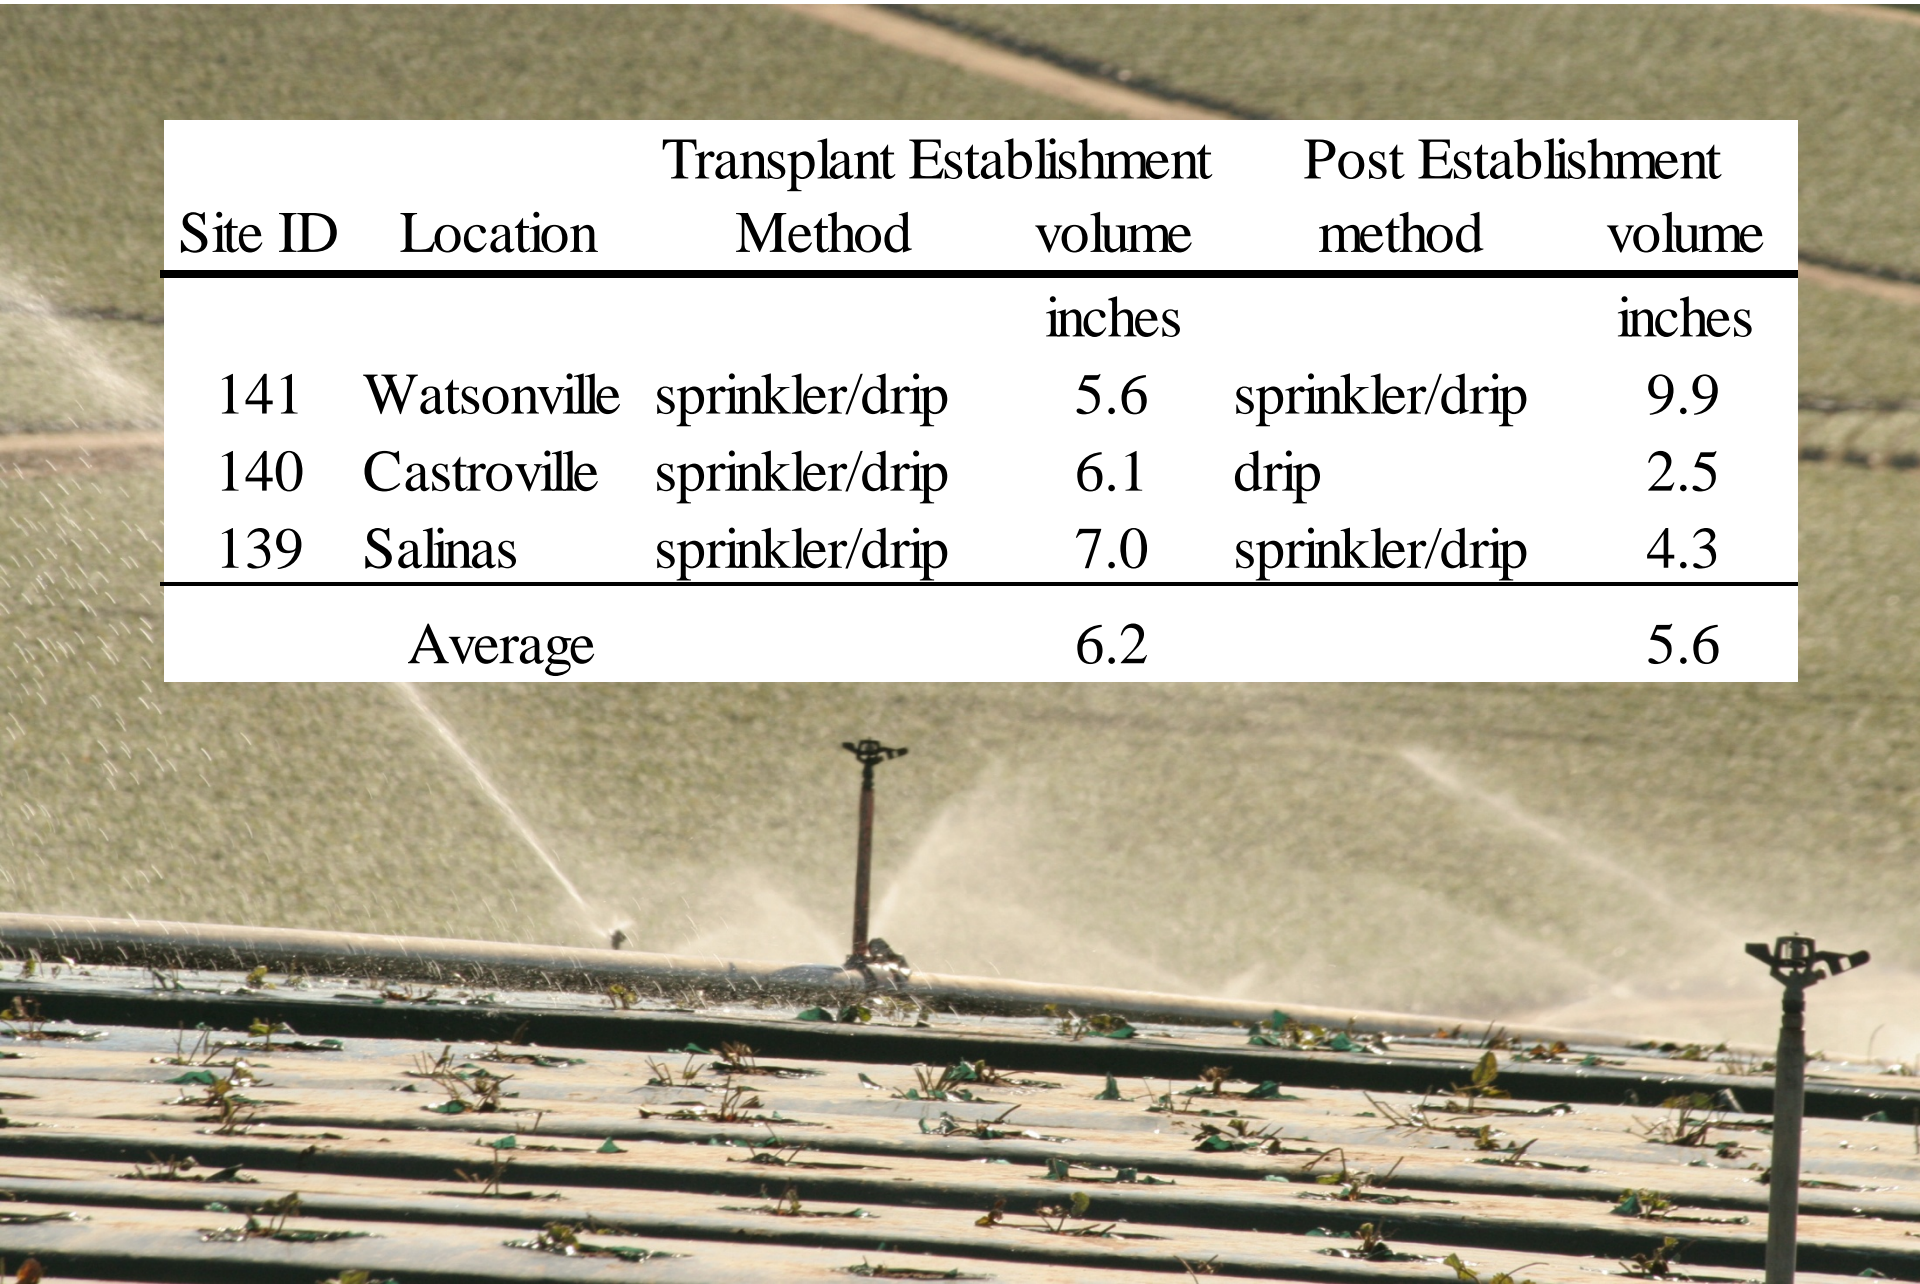 Transplant Establishment Post Establishment
Site ID Location Method volume method volume
inches inches
141 Watsonville sprinkler/drip 5.6 sprinkler/drip 9.9
140 Castroville sprinkler/drip 6.1 drip 2.5
139 Salinas sprinkler/drip 7.0 sprinkler/drip 4.3
Average 6.2 5.6